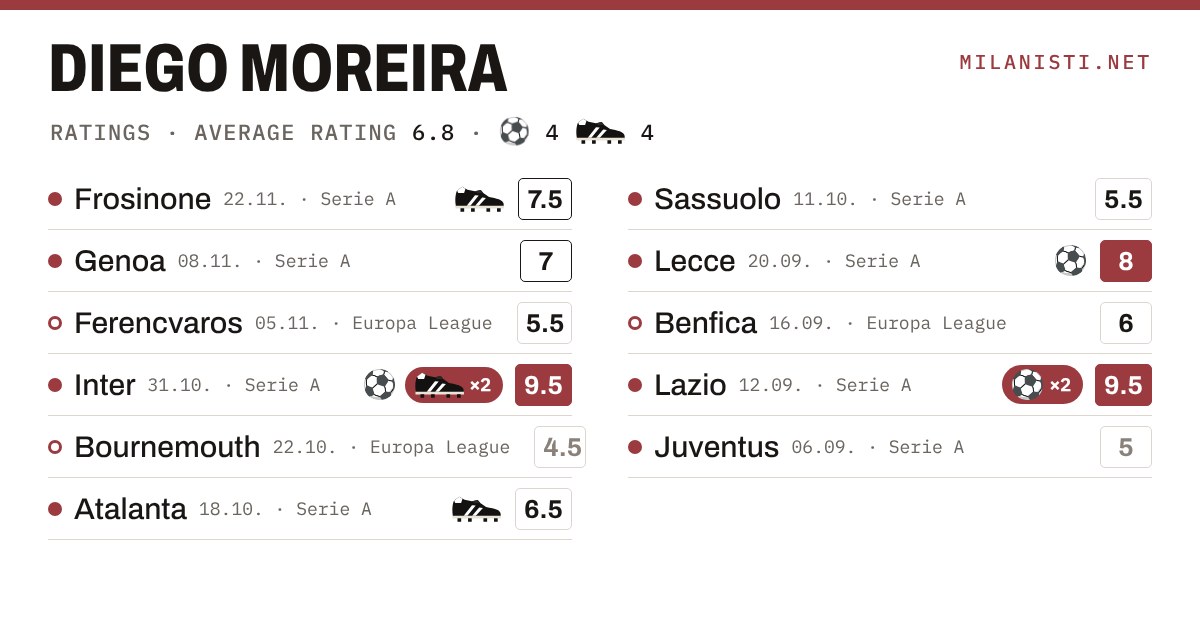 DIEGO MOREIRA
MILANISTI.NET
RATINGS · AVERAGE RATING 6.8 · 4 4
Frosinone 22.11. · Serie A 7.5
Genoa 08.11. · Serie A 7
Ferencvaros 05.11. · Europa League 5.5
Inter 31.10. · Serie A ×2 9.5
Bournemouth 22.10. · Europa League 4.5
Atalanta 18.10. · Serie A 6.5
Sassuolo 11.10. · Serie A 5.5
Lecce 20.09. · Serie A 8
Benfica 16.09. · Europa League 6
Lazio 12.09. · Serie A ×2 9.5
Juventus 06.09. · Serie A 5